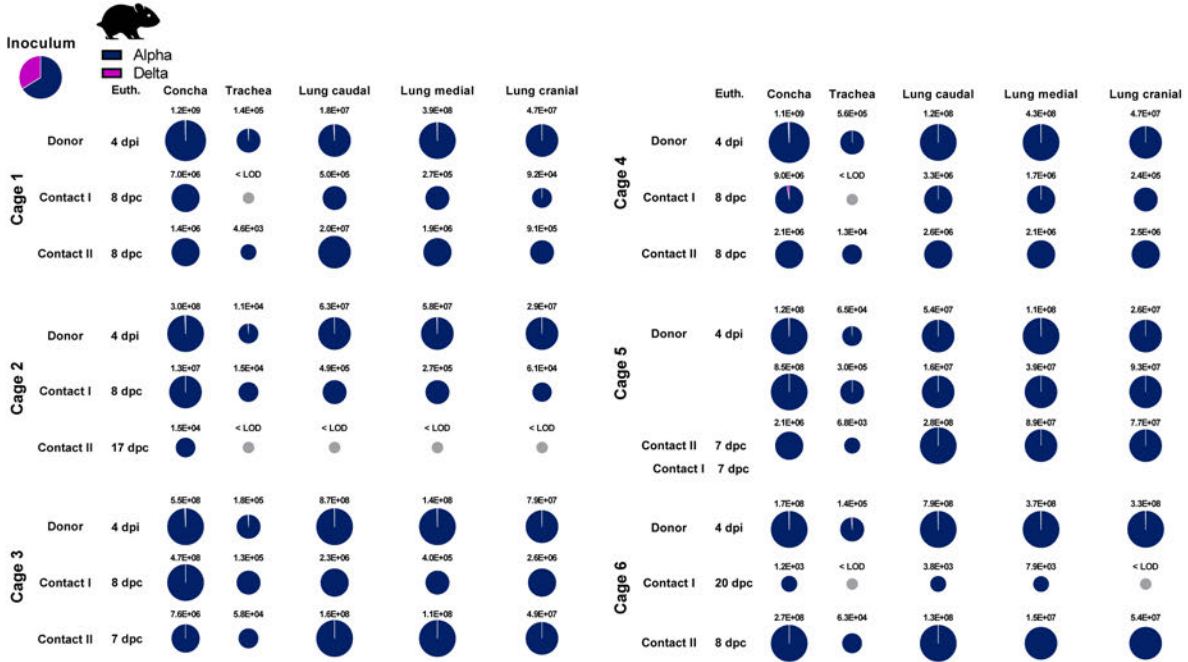 Inoculum
Alpha
Delta
Euth. Concha Trachea Lung caudal Lung medial Lung cranial
Cage 1
1.2E+09 1.4E+05 1.8E+07 3.9E+08 4.7E+07
Donor 4 dpi
7.0E+06 < LOD 5.0E+05 2.7E+05 9.2E+04
Contact I 8 dpc
1.4E+06 4.6E+03 2.0E+07 1.9E+06 9.1E+05
Contact II 8 dpc
Cage 2
3.0E+08 1.1E+04 6.3E+07 5.8E+07 2.9E+07
Donor 4 dpi
1.3E+07 1.5E+04 4.9E+05 2.7E+05 6.1E+04
Contact I 8 dpc
1.5E+04 < LOD < LOD < LOD < LOD
Contact II 17 dpc
Cage 3
5.5E+08 1.8E+05 8.7E+08 1.4E+08 7.9E+07
Donor 4 dpi
4.7E+08 1.3E+05 2.3E+06 4.0E+05 2.6E+06
Contact I 8 dpc
7.6E+06 5.8E+04 1.6E+08 1.1E+08 4.9E+07
Contact II 7 dpc
Euth. Concha Trachea Lung caudal Lung medial Lung cranial
Cage 4
1.1E+09 5.6E+05 1.2E+08 4.3E+08 4.7E+07
Donor 4 dpi
9.0E+06 < LOD 3.3E+06 1.7E+06 2.4E+05
Contact I 8 dpc
2.1E+06 1.3E+04 2.6E+06 2.1E+06 2.5E+06
Contact II 8 dpc
Cage 5
1.2E+08 6.5E+04 5.4E+07 1.1E+08 2.6E+07
Donor 4 dpi
8.5E+08 3.0E+05 1.6E+07 3.9E+07 9.3E+07
2.1E+06 6.8E+03 2.8E+08 8.9E+07 7.7E+07
Contact II 7 dpc
Contact I 7 dpc
Cage 6
1.7E+08 1.4E+05 7.9E+08 3.7E+08 3.3E+08
Donor 4 dpi
1.2E+03 < LOD 3.8E+03 7.9E+03 < LOD
Contact I 20 dpc
2.7E+08 6.3E+04 1.3E+08 1.5E+07 5.4E+07
Contact II 8 dpc